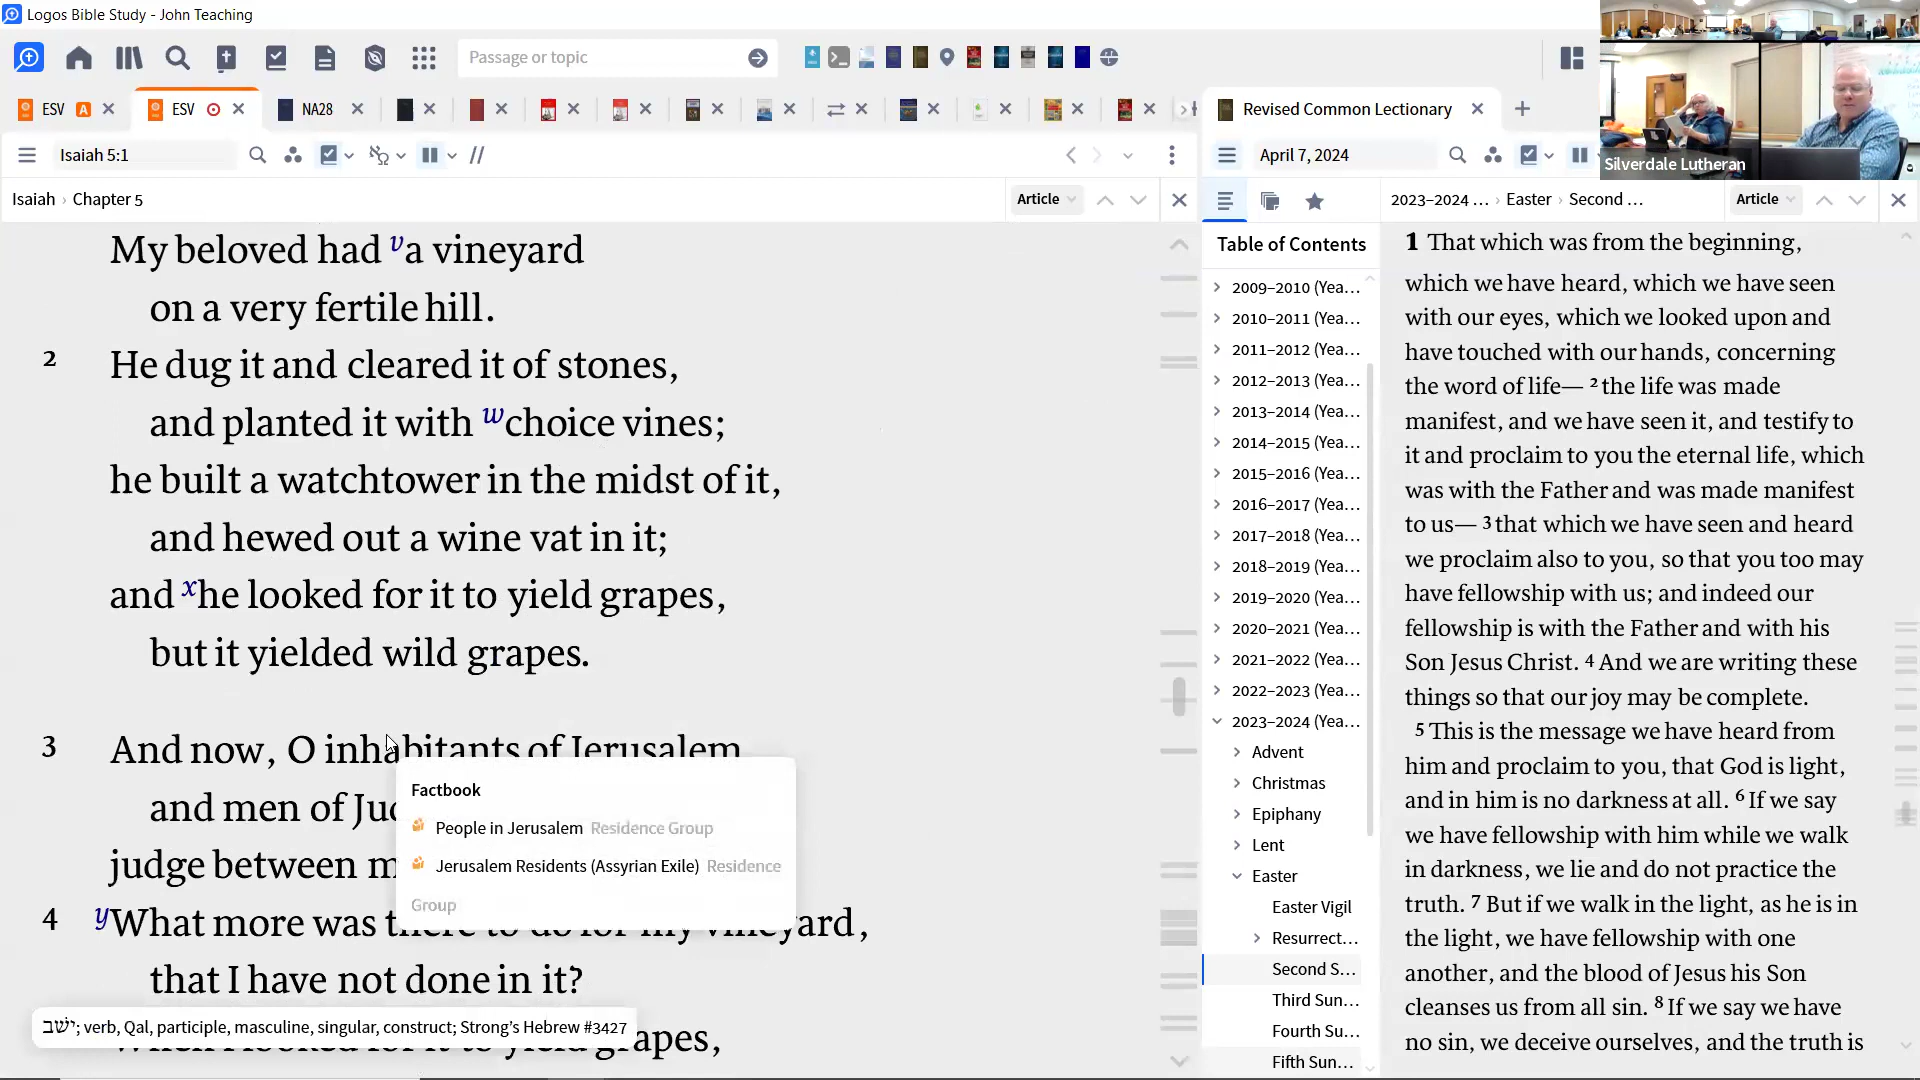 Logos Bible Study - John Teaching
Passage or topic
ESV A
ESV
NA28
Revised Common Lectionary
Silverdale Lutheran
Isaiah 5:1
April 7, 2024
Isaiah › Chapter 5
Article
2023–2024 ... › Easter › Second ...
Article
My beloved had v a vineyard
on a very fertile hill.
2 He dug it and cleared it of stones,
and planted it with w choice vines;
he built a watchtower in the midst of it,
and hewed out a wine vat in it;
and x he looked for it to yield grapes,
but it yielded wild grapes.
3 And now, O inhabitants of Jerusalem
and men of Jud
judge between m
4 y What more was there to do for my vineyard,
that I have not done in it?
When I looked for it to yield grapes,
Factbook
People in Jerusalem Residence Group
Jerusalem Residents (Assyrian Exile) Residence
Group
ישׁב; verb, Qal, participle, masculine, singular, construct; Strong's Hebrew #3427
Table of Contents
2009–2010 (Yea...
2010–2011 (Yea...
2011–2012 (Yea...
2012–2013 (Yea...
2013–2014 (Yea...
2014–2015 (Yea...
2015–2016 (Yea...
2016–2017 (Yea...
2017–2018 (Yea...
2018–2019 (Yea...
2019–2020 (Yea...
2020–2021 (Yea...
2021–2022 (Yea...
2022–2023 (Yea...
2023–2024 (Yea...
Advent
Christmas
Epiphany
Lent
Easter
Easter Vigil
Resurrect...
Second S...
Third Sun...
Fourth Su...
Fifth Sun...
1 That which was from the beginning,
which we have heard, which we have seen
with our eyes, which we looked upon and
have touched with our hands, concerning
the word of life— 2 the life was made
manifest, and we have seen it, and testify to
it and proclaim to you the eternal life, which
was with the Father and was made manifest
to us— 3 that which we have seen and heard
we proclaim also to you, so that you too may
have fellowship with us; and indeed our
fellowship is with the Father and with his
Son Jesus Christ. 4 And we are writing these
things so that our joy may be complete.
5 This is the message we have heard from
him and proclaim to you, that God is light,
and in him is no darkness at all. 6 If we say
we have fellowship with him while we walk
in darkness, we lie and do not practice the
truth. 7 But if we walk in the light, as he is in
the light, we have fellowship with one
another, and the blood of Jesus his Son
cleanses us from all sin. 8 If we say we have
no sin, we deceive ourselves, and the truth is